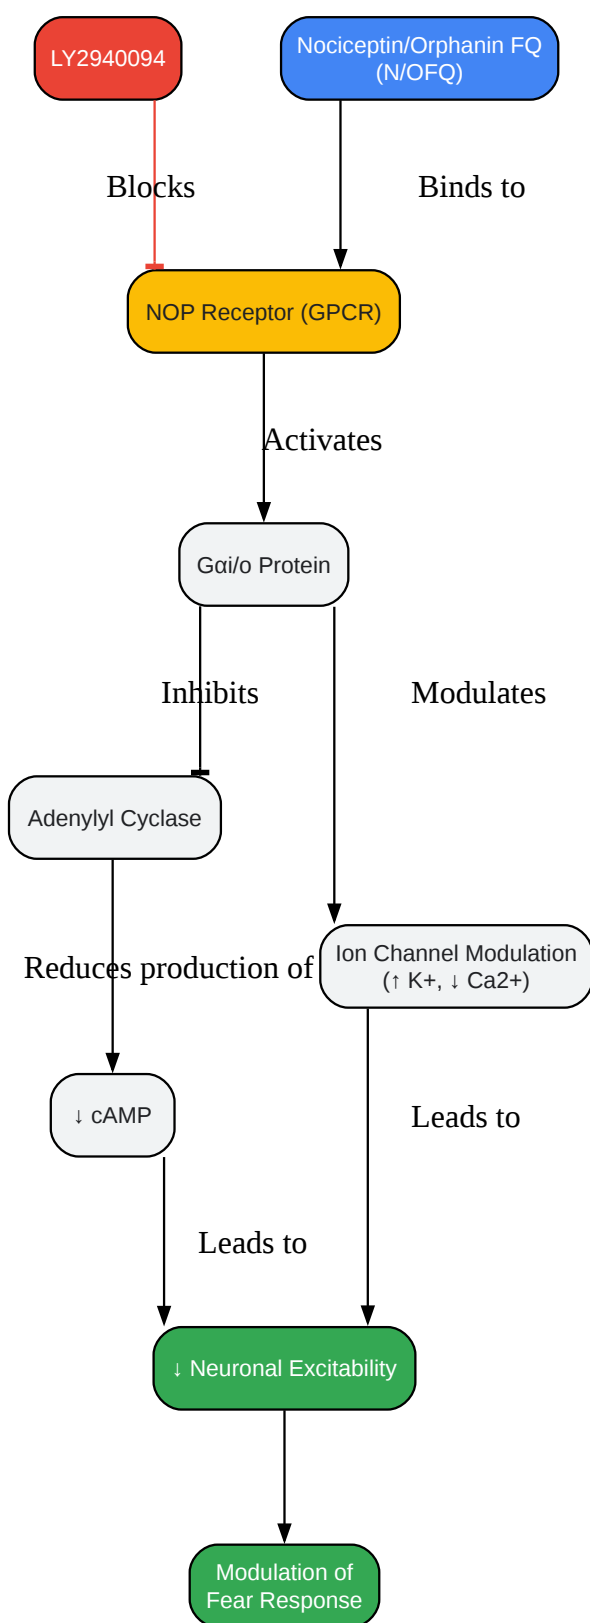 LY2940094
Nociceptin/Orphanin FQ
(N/OFQ)
Blocks
Binds to
NOP Receptor (GPCR)
Activates
Gαi/o Protein
Inhibits
Modulates
Adenylyl Cyclase
Reduces production of
Ion Channel Modulation
(↑ K+, ↓ Ca2+)
↓ cAMP
Leads to
Leads to
↓ Neuronal Excitability
Modulation of
Fear Response